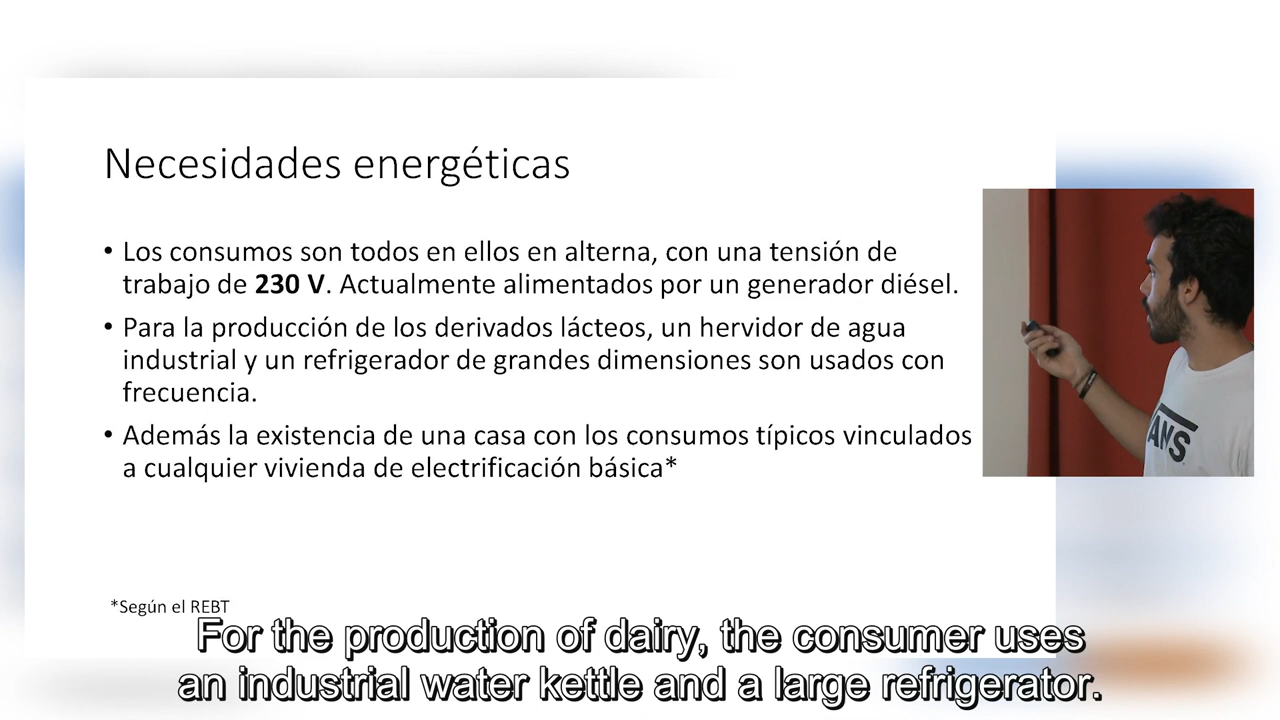 Necesidades energéticas
• Los consumos son todos en ellos en alterna, con una tensión de
trabajo de 230 V. Actualmente alimentados por un generador diésel.
• Para la producción de los derivados lácteos, un hervidor de agua
industrial y un refrigerador de grandes dimensiones son usados con
frecuencia.
• Además la existencia de una casa con los consumos típicos vinculados
a cualquier vivienda de electrificación básica*
VANS
*Según el REBT
For the production of dairy, the consumer uses
an industrial water kettle and a large refrigerator.